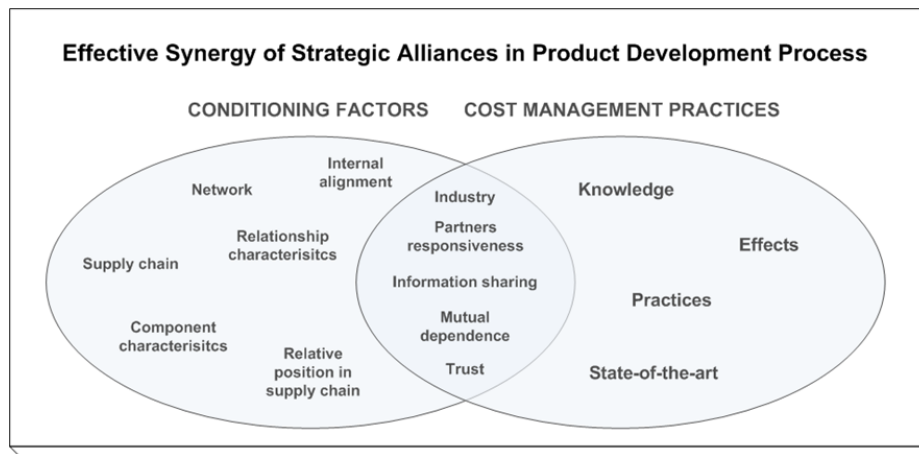 Effective Synergy of Strategic Alliances in Product Development Process
CONDITIONING FACTORS
COST MANAGEMENT PRACTICES
Internal
alignment
Network
Relationship
characterisitcs
Supply chain
Component
characterisitcs
Relative
position in
supply chain
Industry
Partners
responsiveness
Information sharing
Mutual
dependence
Trust
Knowledge
Effects
Practices
State-of-the-art